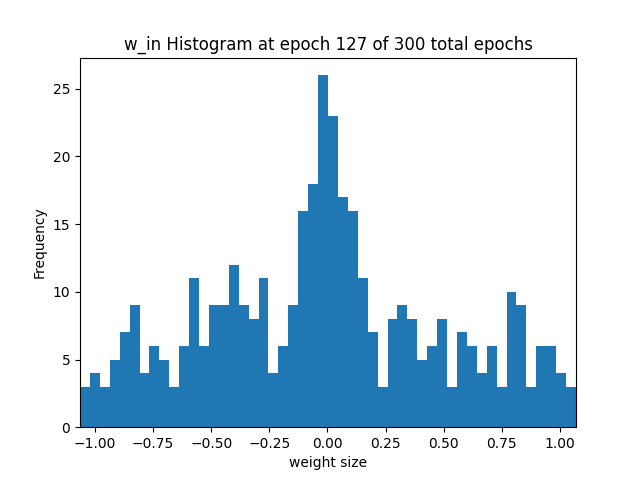 w_in Histogram at epoch 127 of 300 total epochs
Frequency
25
20
15
10
5
0
−1.00 −0.75 −0.50 −0.25 0.00 0.25 0.50 0.75 1.00
weight size